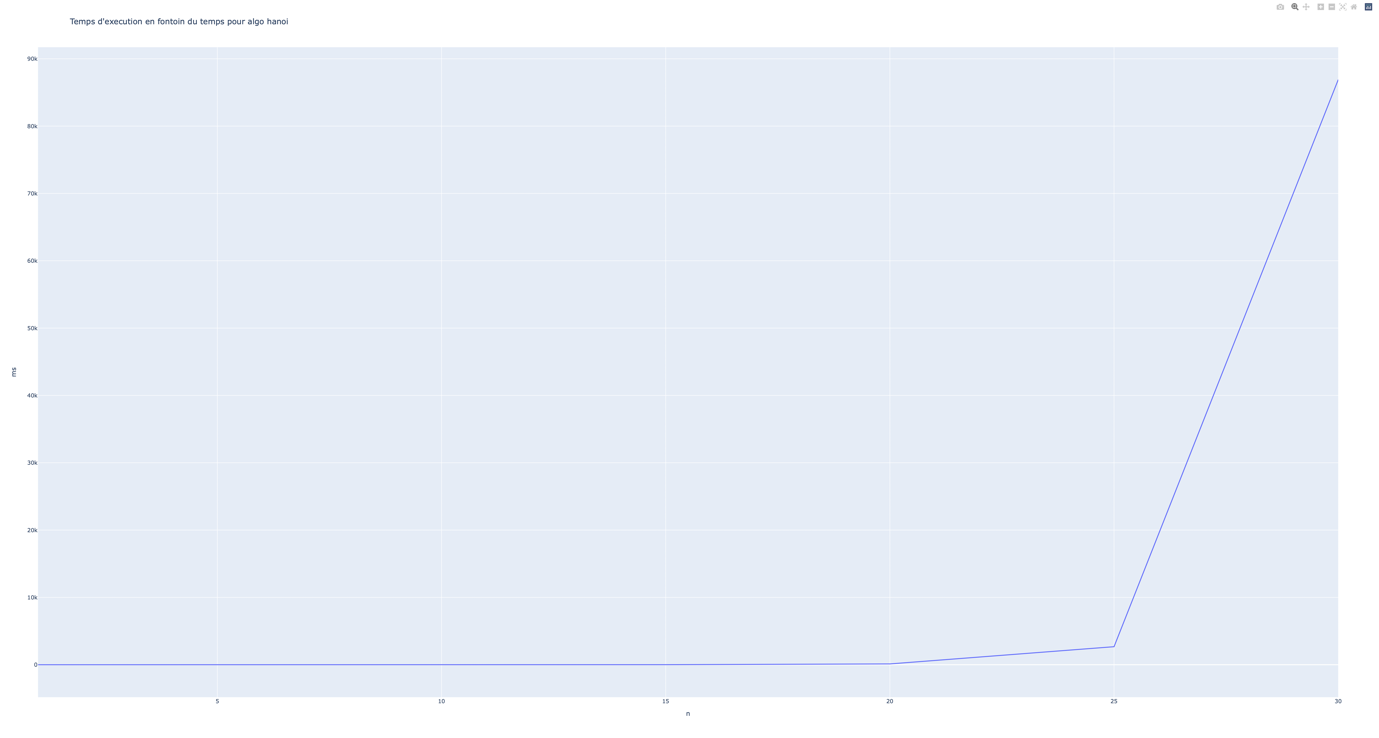 Temps d'execution en fontoin du temps pour algo hanoi
90k
80k
70k
60k
50k
40k
30k
20k
10k
0
ms
5
10
15
20
25
30
n